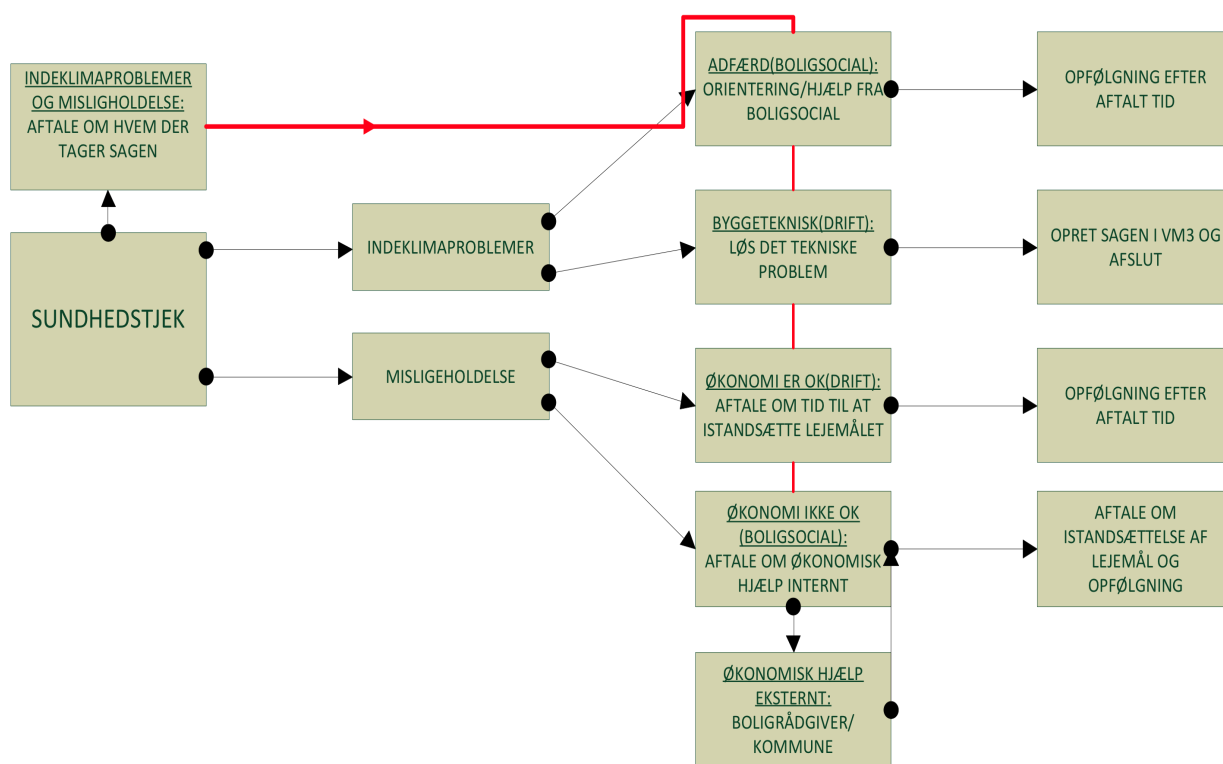 INDEKLIMAPROBLEMER
OG MISLIGHOLDELSE:
AFTALE OM HVEM DER
TAGER SAGEN
SUNDHEDSTJEK
INDEKLIMAPROBLEMER
MISLIGEHOLDELSE
ADFÆRD(BOLIGSOCIAL):
ORIENTERING/HJÆLP FRA
BOLIGSOCIAL
OPFØLGNING EFTER
AFTALT TID
BYGGETEKNISK(DRIFT):
LØS DET TEKNISKE
PROBLEM
OPRET SAGEN I VM3 OG
AFSLUT
ØKONOMI ER OK(DRIFT):
AFTALE OM TID TIL AT
ISTANDSÆTTE LEJEMÅLET
OPFØLGNING EFTER
AFTALT TID
ØKONOMI IKKE OK
(BOLIGSOCIAL):
AFTALE OM ØKONOMISK
HJÆLP INTERNT
AFTALE OM
ISTANDSÆTTELSE AF
LEJEMÅL OG
OPFØLGNING
ØKONOMISK HJÆLP
EKSTERNT:
BOLIGRÅDGIVER/
KOMMUNE